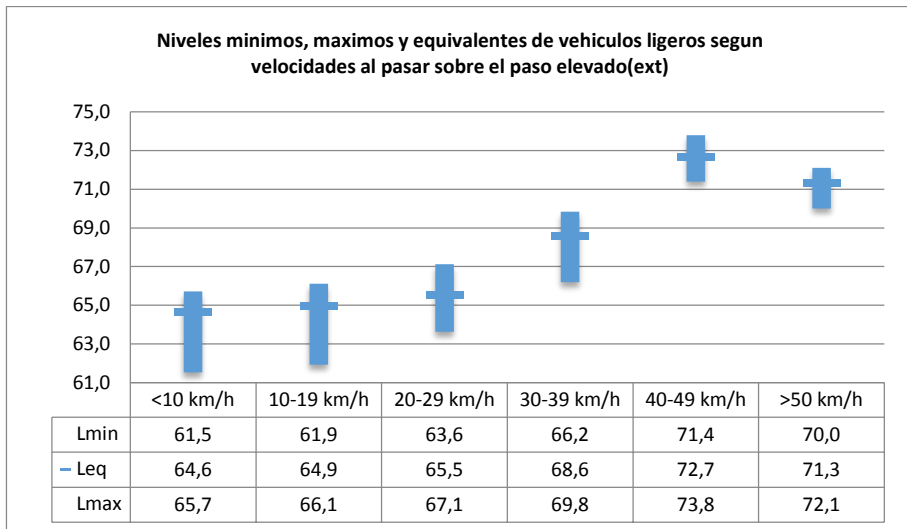 Niveles minimos, maximos y equivalentes de vehiculos ligeros segun
velocidades al pasar sobre el paso elevado(ext)
75,0
73,0
71,0
69,0
67,0
65,0
63,0
61,0
<10 km/h 10-19 km/h 20-29 km/h 30-39 km/h 40-49 km/h >50 km/h
Lmin 61,5 61,9 63,6 66,2 71,4 70,0
Leq 64,6 64,9 65,5 68,6 72,7 71,3
Lmax 65,7 66,1 67,1 69,8 73,8 72,1